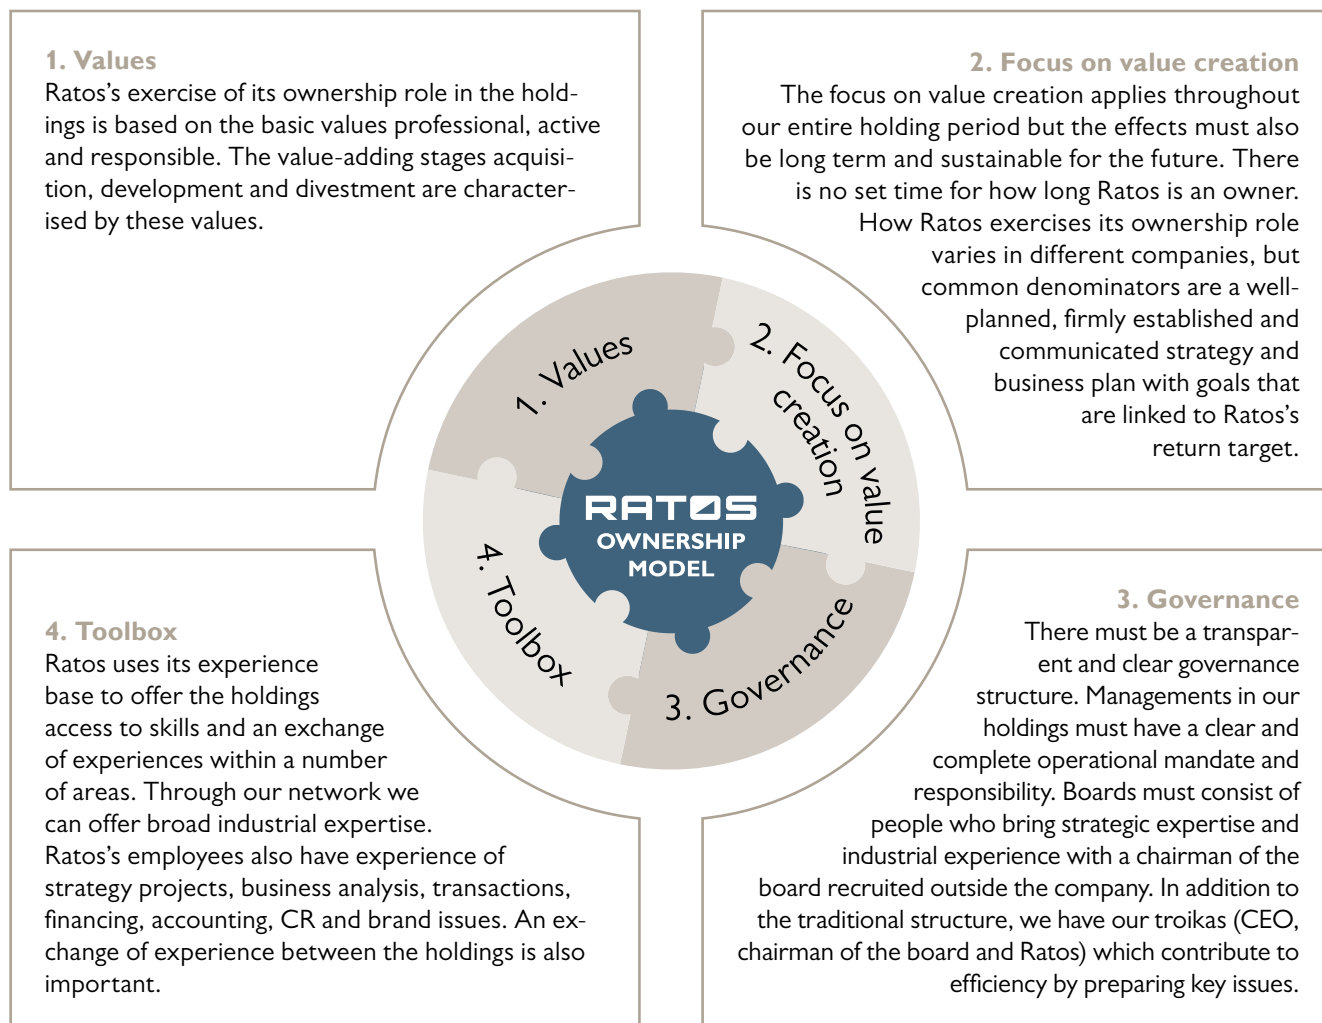 1. Values
Ratos's exercise of its ownership role in the hold-
ings is based on the basic values professional, active
and responsible. The value-adding stages acquisi-
tion, development and divestment are character-
ised by these values.
2. Focus on value creation
The focus on value creation applies throughout
our entire holding period but the effects must also
be long term and sustainable for the future. There
is no set time for how long Ratos is an owner.
How Ratos exercises its ownership role
varies in different companies, but
common denominators are a well-
planned, firmly established and
communicated strategy and
business plan with goals that
are linked to Ratos's
return target.
1. Values
2. Focus on value
creation
RATOS
OWNERSHIP
MODEL
4. Toolbox
3. Governance
4. Toolbox
Ratos uses its experience
base to offer the holdings
access to skills and an exchange
of experiences within a number
of areas. Through our network we
can offer broad industrial expertise.
Ratos's employees also have experience of
strategy projects, business analysis, transactions,
financing, accounting, CR and brand issues. An ex-
change of experience between the holdings is also
important.
3. Governance
There must be a transpar-
ent and clear governance
structure. Managements in our
holdings must have a clear and
complete operational mandate and
responsibility. Boards must consist of
people who bring strategic expertise and
industrial experience with a chairman of the
board recruited outside the company. In addition to
the traditional structure, we have our troikas (CEO,
chairman of the board and Ratos) which contribute to
efficiency by preparing key issues.